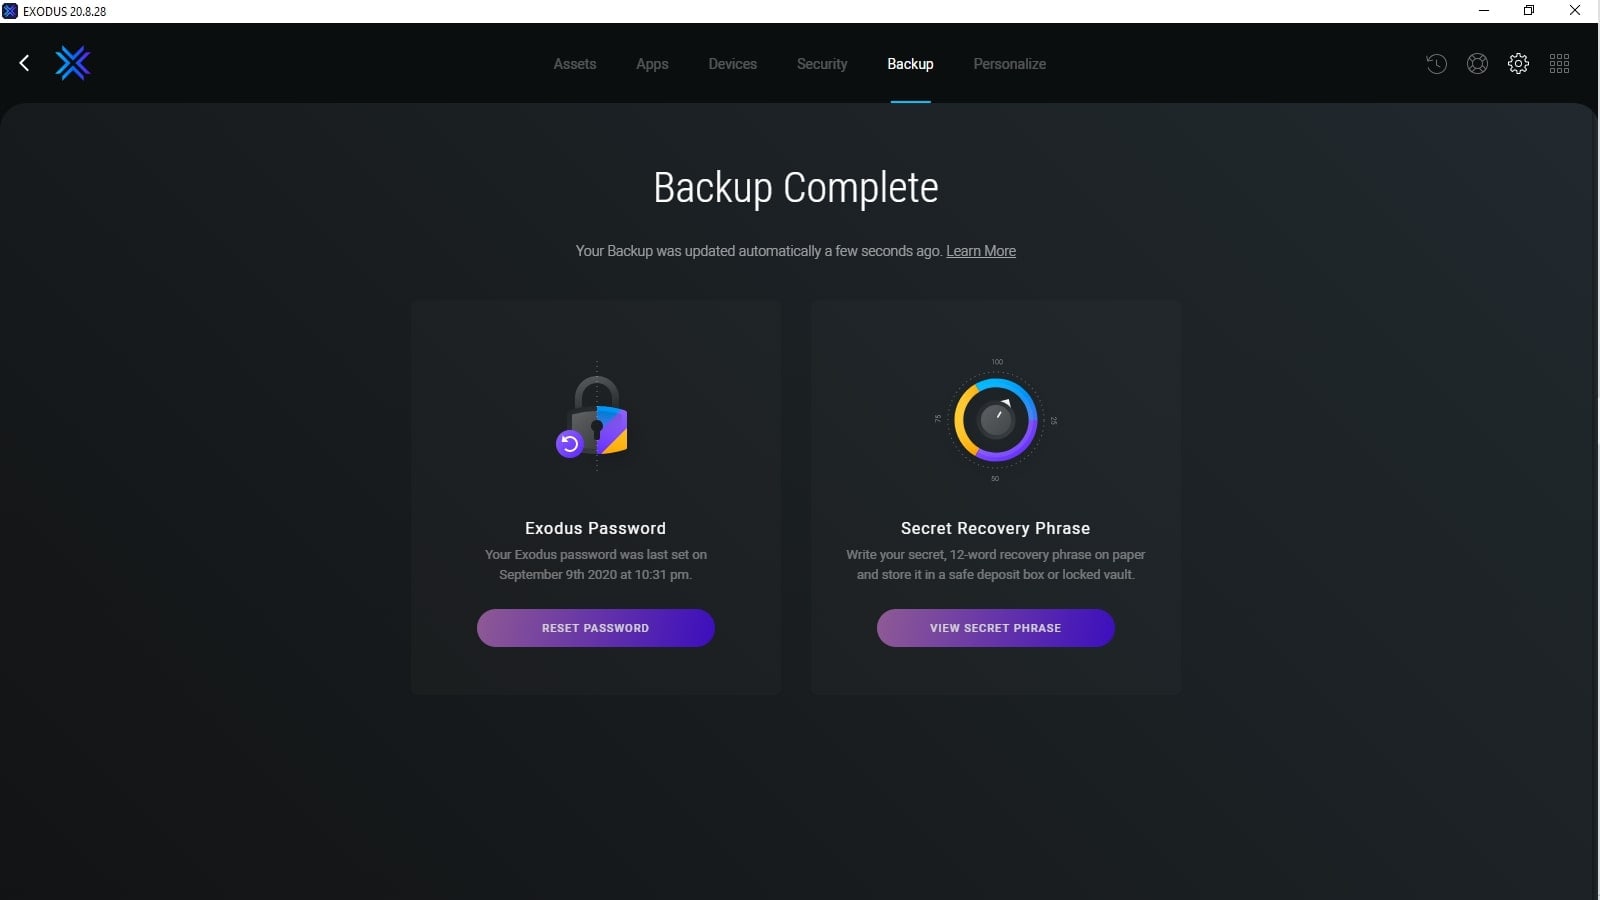 EXODUS 20.8.28
Assets Apps Devices Security Backup Personalize
Backup Complete
Your Backup was updated automatically a few seconds ago. Learn More
100
75
25
50
Exodus Password
Your Exodus password was last set on
September 9th 2020 at 10:31 pm.
RESET PASSWORD
Secret Recovery Phrase
Write your secret, 12-word recovery phrase on paper
and store it in a safe deposit box or locked vault.
VIEW SECRET PHRASE